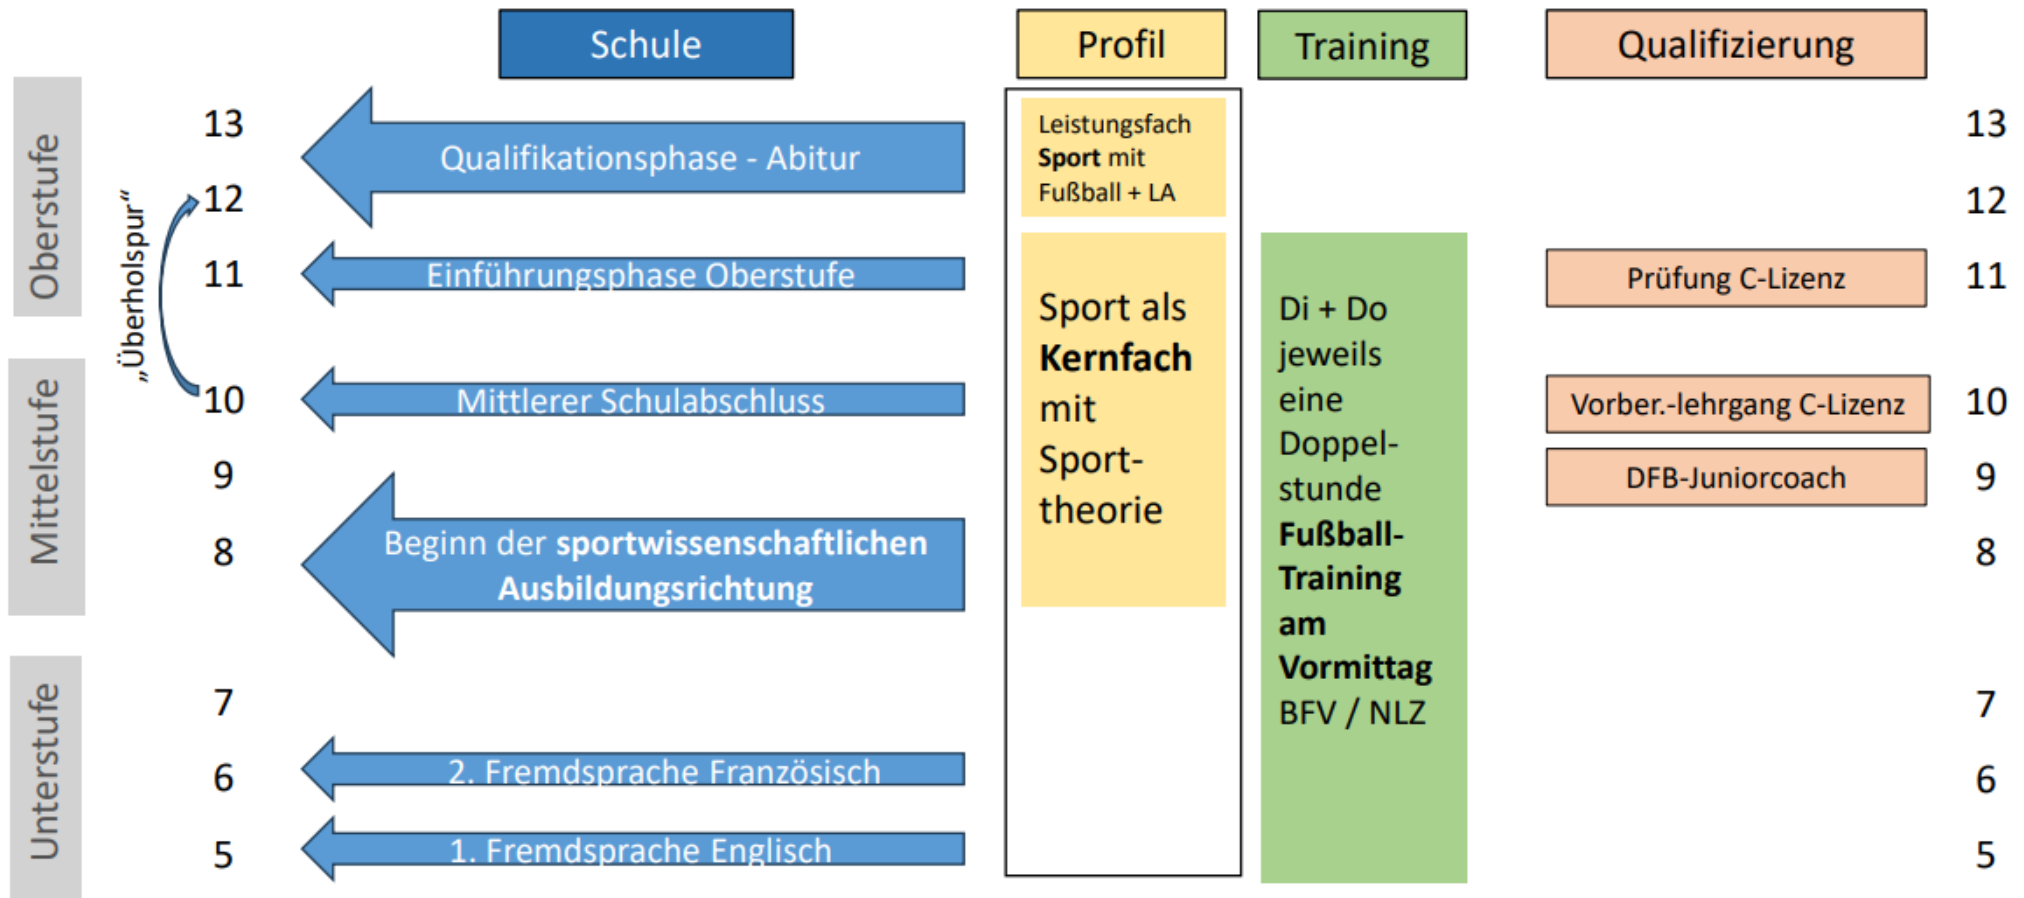 Schule
Profil
Training
Qualifizierung
Oberstufe
Mittelstufe
Unterstufe
„Überholspur“
13
12
11
10
9
8
7
6
5
Qualifikationsphase - Abitur
Einführungsphase Oberstufe
Mittlerer Schulabschluss
Beginn der sportwissenschaftlichen
Ausbildungsrichtung
2. Fremdsprache Französisch
1. Fremdsprache Englisch
Leistungsfach
Sport mit
Fußball + LA
Sport als
Kernfach
mit
Sport-
theorie
Di + Do
jeweils
eine
Doppel-
stunde
Fußball-
Training
am
Vormittag
BFV / NLZ
Prüfung C-Lizenz
Vorber.-lehrgang C-Lizenz
DFB-Juniorcoach
13
12
11
10
9
8
7
6
5